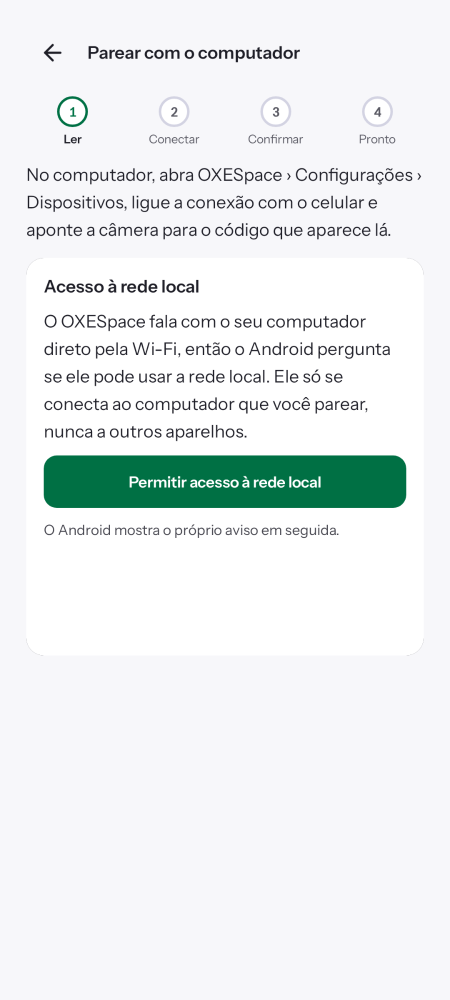 Parear com o computador
1 2 3 4
Ler Conectar Confirmar Pronto
No computador, abra OXESpace › Configurações ›
Dispositivos, ligue a conexão com o celular e
aponte a câmera para o código que aparece lá.
Acesso à rede local
O OXESpace fala com o seu computador
direto pela Wi-Fi, então o Android pergunta
se ele pode usar a rede local. Ele só se
conecta ao computador que você parear,
nunca a outros aparelhos.
Permitir acesso à rede local
O Android mostra o próprio aviso em seguida.